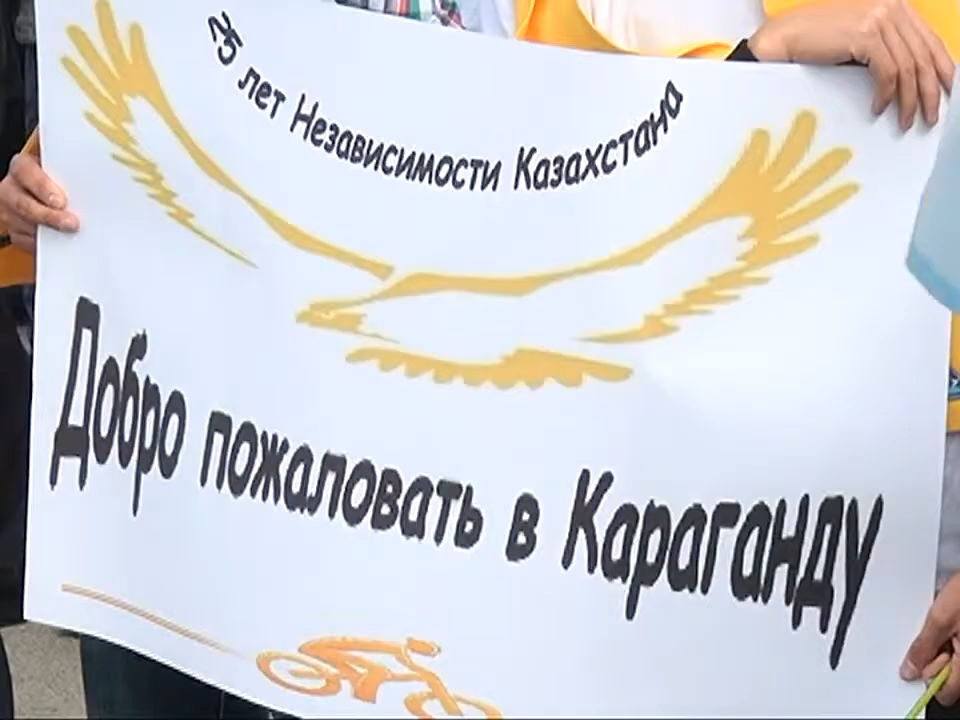 25 лет Независимости Казахстана
Добро пожаловать в Караганду